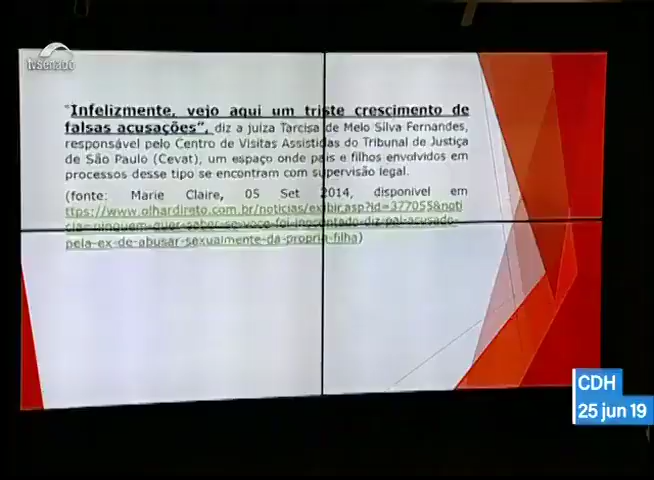 tvsenado
"Infelizmente, vejo aqui um triste crescimento de
falsas acusações", diz a juíza Tarcisa de Melo Silva Fernandes,
responsável pelo Centro de Visitas Assistidas do Tribunal de Justiça
de São Paulo (Cevat), um espaço onde pais e filhos envolvidos em
processos desse tipo se encontram com supervisão legal.
(fonte: Marie Claire, 05 Set 2014, disponível em
ttps://www.olhardireto.com.br/noticias/exibir.asp?id=377055&noti
cia=ninguem-quer-saber-se-voce-foi-inocentado-diz-pai-acusado-
pela-ex-de-abusar-sexualmente-da-propria-filha)
CDH
25 jun 19